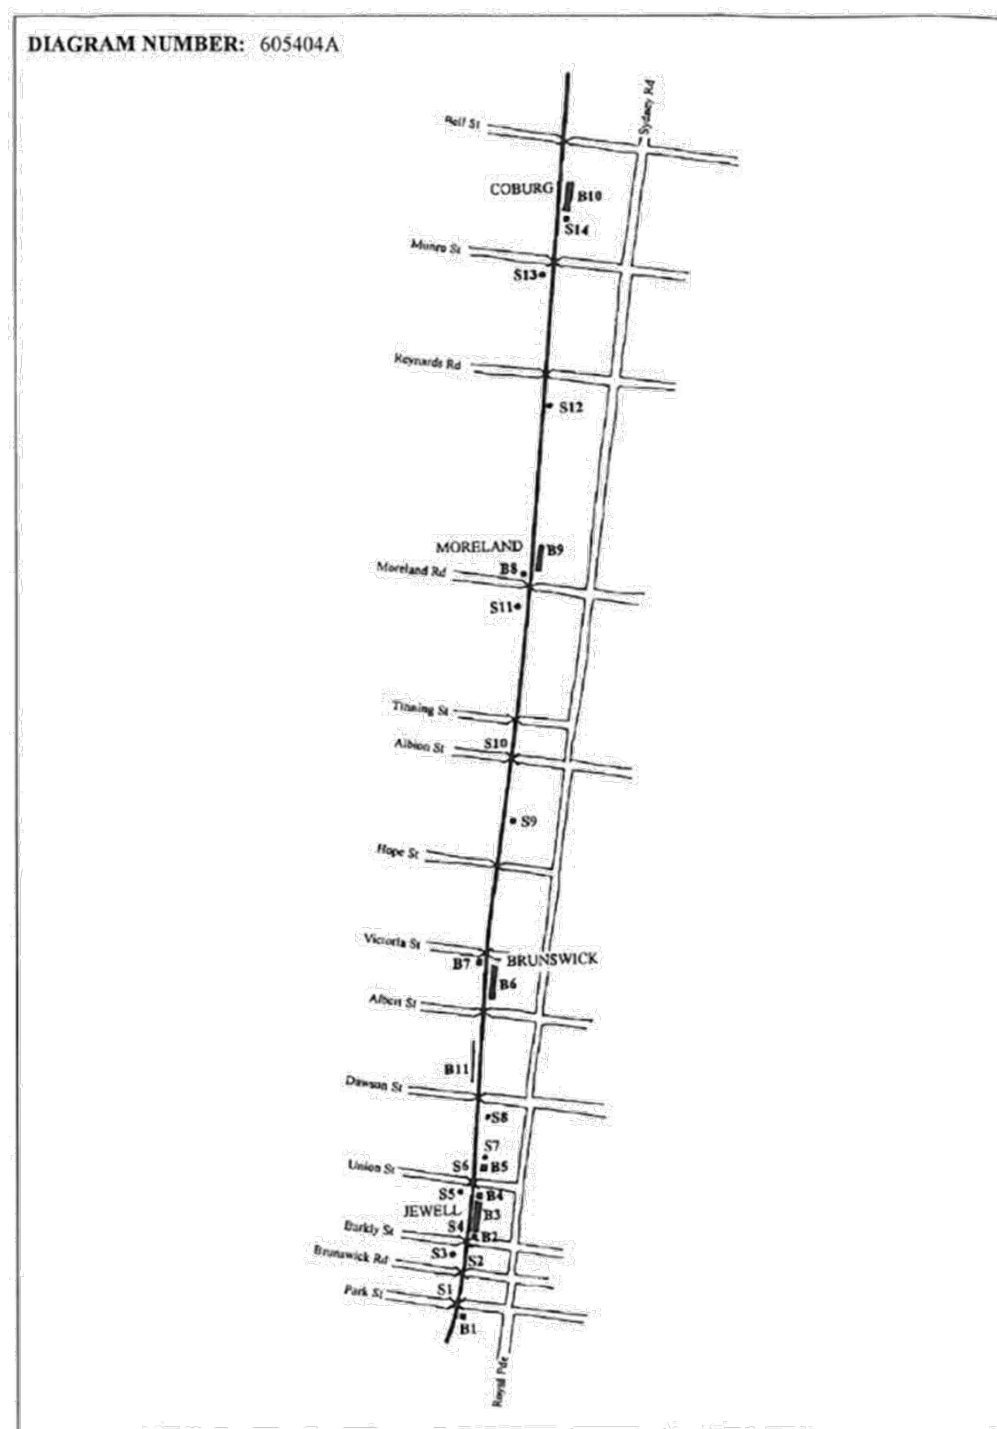 DIAGRAM NUMBER: 605404A
Sydney Rd
Bell St
COBURG
B10
S14
Munro St
S13
Reynards Rd
S12
MORELAND
B9
Moreland Rd
B8
S11
Tinning St
S10
Albion St
S9
Hope St
Victoria St
BRUNSWICK
B7
B6
Albert St
B11
Dawson St
S8
S7
Union St
S6
B5
S5
B4
JEWELL
B3
Barkly St
S4
B2
Brunswick Rd
S3
S2
Park St
S1
B1
Royal Pde